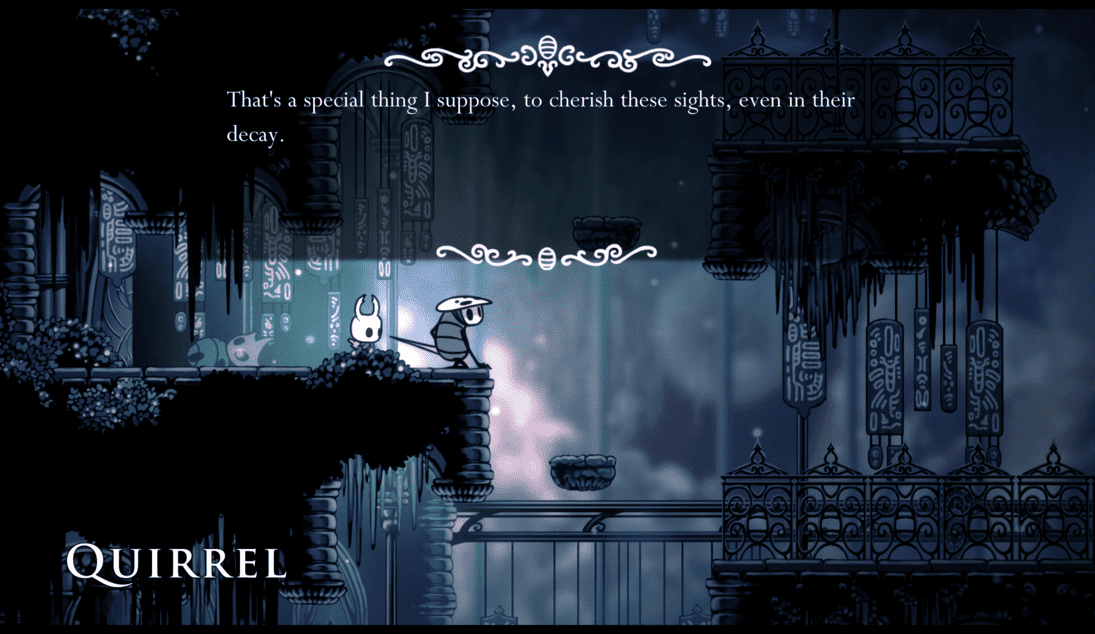 That's a special thing I suppose, to cherish these sights, even in their
decay.
QUIRREL